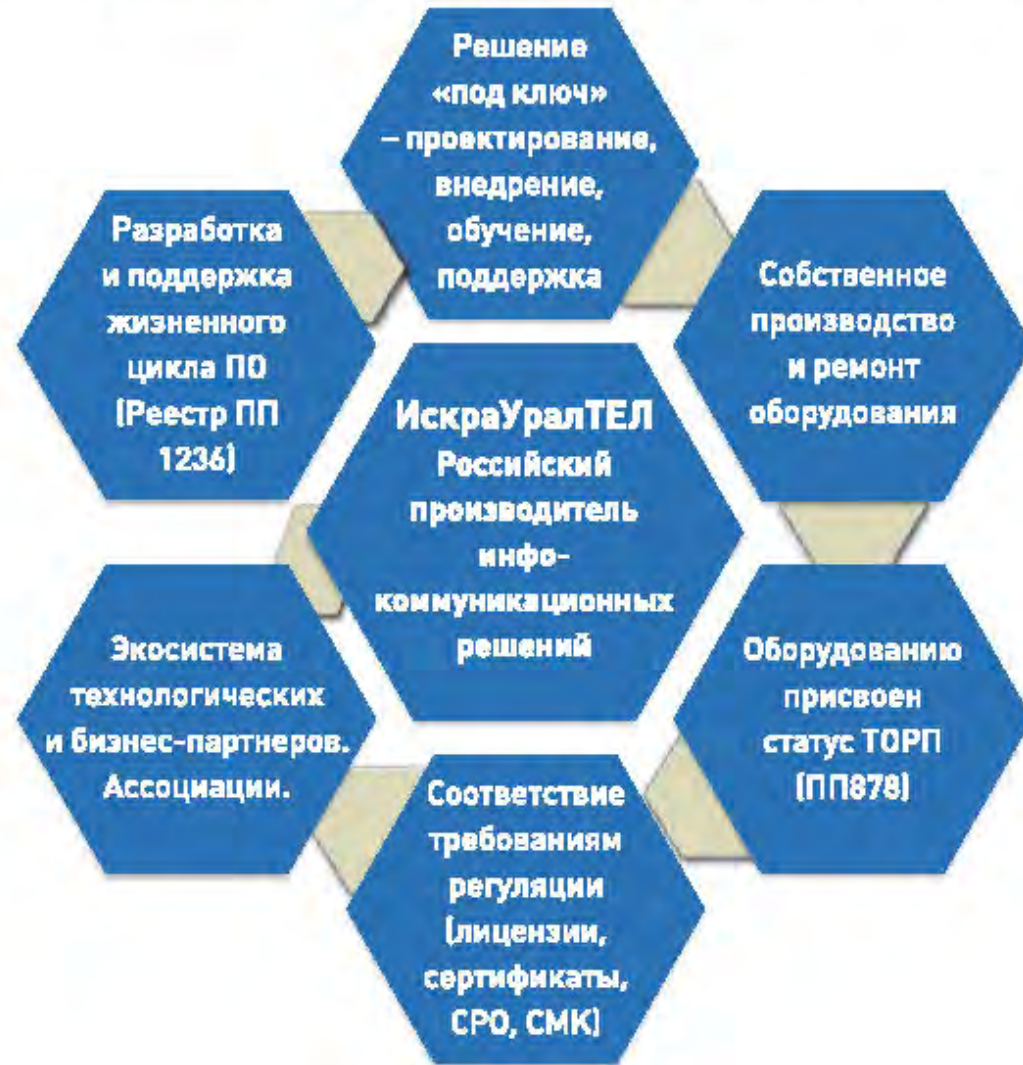 Решение
«под ключ»
– проектирование,
внедрение,
обучение,
поддержка
Разработка
и поддержка
жизненного
цикла ПО
(Реестр ПП
1236)
Собственное
производство
и ремонт
оборудования
ИскраУралТЕЛ
Российский
производитель
инфо-
коммуникационных
решений
Экосистема
технологических
и бизнес-партнеров.
Ассоциации.
Оборудованию
присвоен
статус ТОРП
(ПП878)
Соответствие
требованиям
регуляции
(лицензии,
сертификаты,
СРО, СМК)